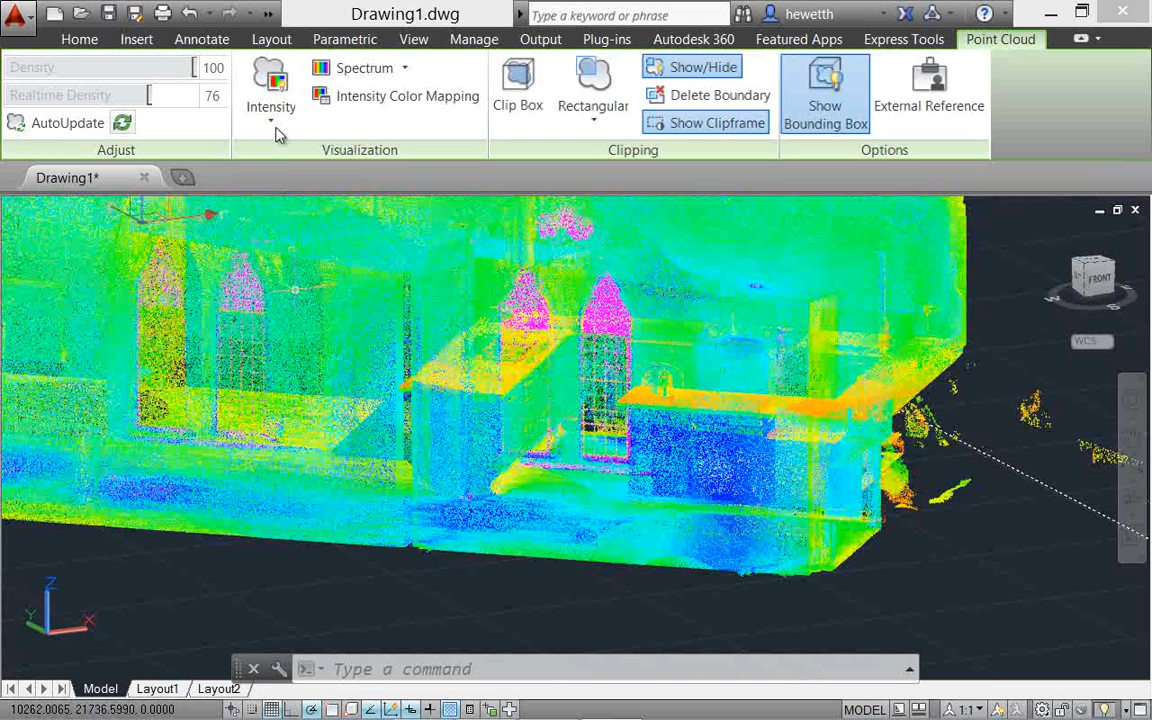 Drawing1.dwg
Type a keyword or phrase
hewetth
Home Insert Annotate Layout Parametric View Manage Output Plug-ins Autodesk 360 Featured Apps Express Tools Point Cloud
Density 100
Realtime Density 76
AutoUpdate
Adjust
Intensity
Spectrum
Intensity Color Mapping
Visualization
Clip Box
Rectangular
Show/Hide
Delete Boundary
Show Clipframe
Clipping
Show
Bounding Box
External Reference
Options
Drawing1*
FRONT
WCS
Z
Y
X
Type a command
Model Layout1 Layout2
10262.0065, 21736.5990, 0.0000
MODEL
1:1